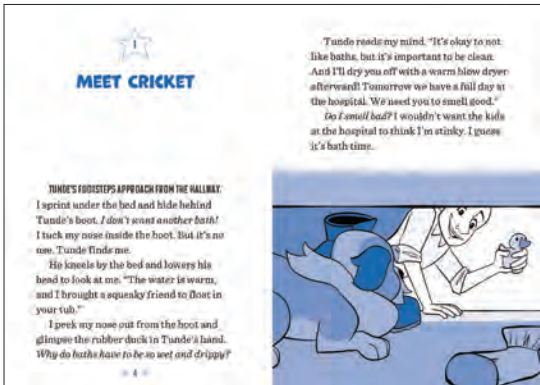 1
MEET CRICKET
TUNDE'S FOOTSTEPS APPROACH FROM THE HALLWAY.
I sprint under the bed and hide behind
Tunde's boot. I don't want another bath!
I tuck my nose inside the boot. But it's no
use. Tunde finds me.
He kneels by the bed and lowers his
head to look at me. "The water is warm,
and I brought a squeaky friend to float in
your tub."
I peek my nose out from the boot and
glimpse the rubber duck in Tunde's hand.
Why do baths have to be so wet and drippy?
4
Tunde reads my mind. "It's okay to not
like baths, but it's important to be clean.
And I'll dry you off with a warm blow dryer
afterward! Tomorrow we have a full day at
the hospital. We need you to smell good."
Do I smell bad? I wouldn't want the kids
at the hospital to think I'm stinky. I guess
it's bath time.